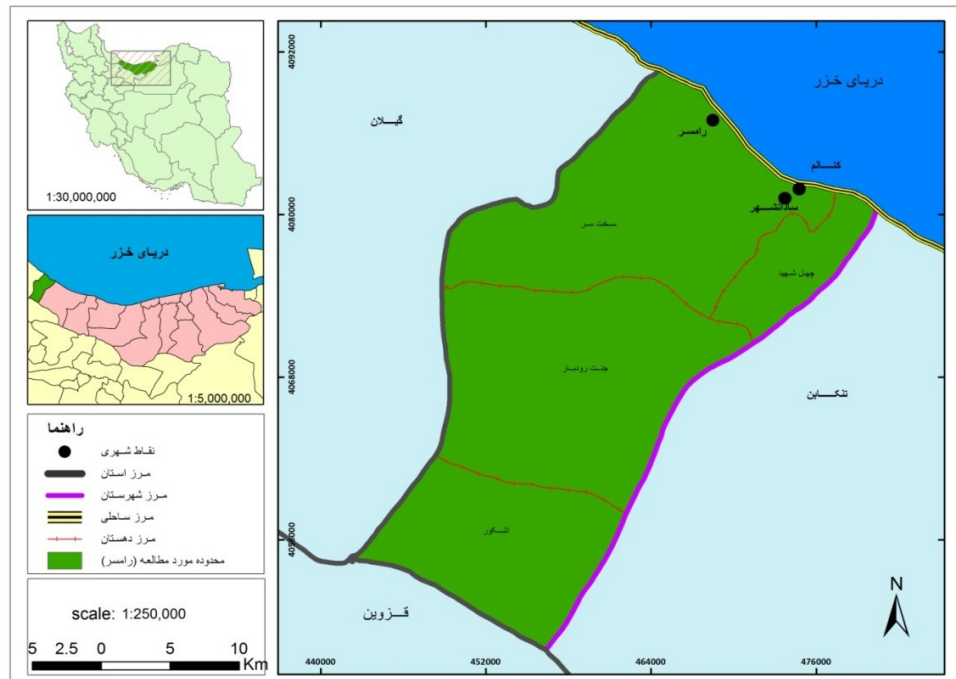 1:30,000,000
دریای خزر
1:5,000,000
راهنما
نقاط شهری
مرز استان
مرز شهرستان
مرز ساحلی
مرز دهستان
محدوده مورد مطالعه (رامسر)
scale: 1:250,000
5 2.5 0 5 10
Km
4092000
4080000
4068000
4056000
دریای خزر
گیلان
رامسر
کتالم
ساداتشهر
سخت سر
چهل شهید
جنت رودبار
تنکابن
اشکور
قزوین
N
440000 452000 464000 476000